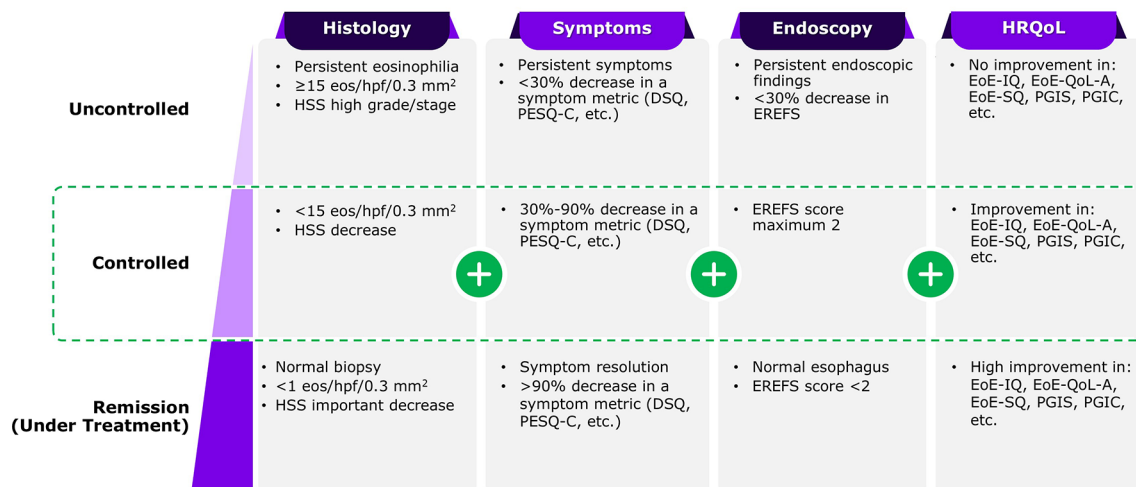 Histology
Symptoms
Endoscopy
HRQoL
Uncontrolled
• Persistent eosinophilia
• ≥15 eos/hpf/0.3 mm²
• HSS high grade/stage
• Persistent symptoms
• <30% decrease in a
symptom metric (DSQ,
PESQ-C, etc.)
• Persistent endoscopic
findings
• <30% decrease in
EREFS
• No improvement in:
EoE-IQ, EoE-QoL-A,
EoE-SQ, PGIS, PGIC,
etc.
Controlled
• <15 eos/hpf/0.3 mm²
• HSS decrease
• 30%-90% decrease in a
symptom metric (DSQ,
PESQ-C, etc.)
• EREFS score
maximum 2
• Improvement in:
EoE-IQ, EoE-QoL-A,
EoE-SQ, PGIS, PGIC,
etc.
+
+
+
Remission
(Under Treatment)
• Normal biopsy
• <1 eos/hpf/0.3 mm²
• HSS important decrease
• Symptom resolution
• >90% decrease in a
symptom metric (DSQ,
PESQ-C, etc.)
• Normal esophagus
• EREFS score <2
• High improvement in:
EoE-IQ, EoE-QoL-A,
EoE-SQ, PGIS, PGIC,
etc.